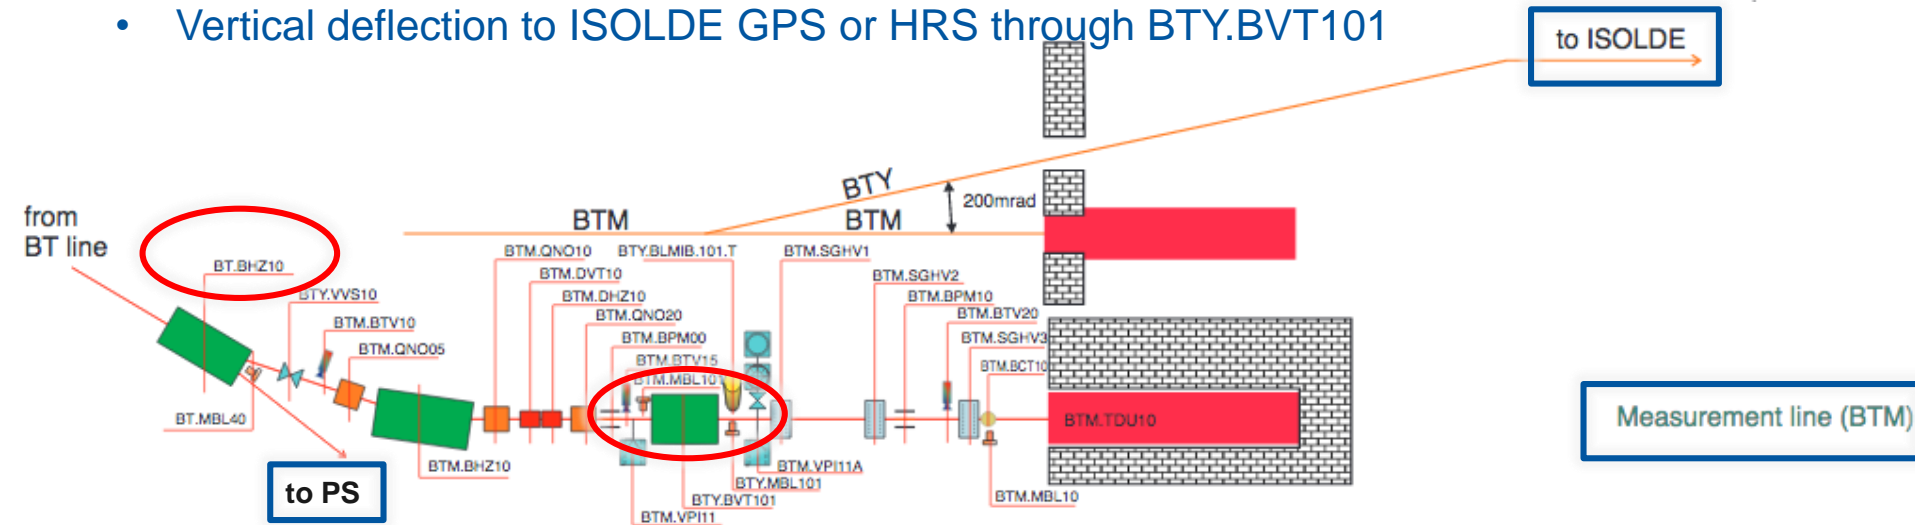 • Vertical deflection to ISOLDE GPS or HRS through BTY.BVT101
to ISOLDE
BTY
200mrad
from
BT line
BTM
BTM
BT.BHZ10
BTM.QNO10
BTY.BLMIB.101.T
BTM.SGHV1
BTM.DVT10
BTM.SGHV2
BTY.VVS10
BTM.DHZ10
BTM.BPM10
BTM.BTV10
BTM.QNO20
BTM.BTV20
BTM.QNO05
BTM.BPM00
BTM.SGHV3
BTM.BTV15
BTM.BCT10
BTM.MBL101
BT.MBL40
BTM.TDU10
Measurement line (BTM)
BTM.BHZ10
BTM.VPI11A
to PS
BTY.MBL101
BTY.BVT101
BTM.MBL10
BTM.VPI11